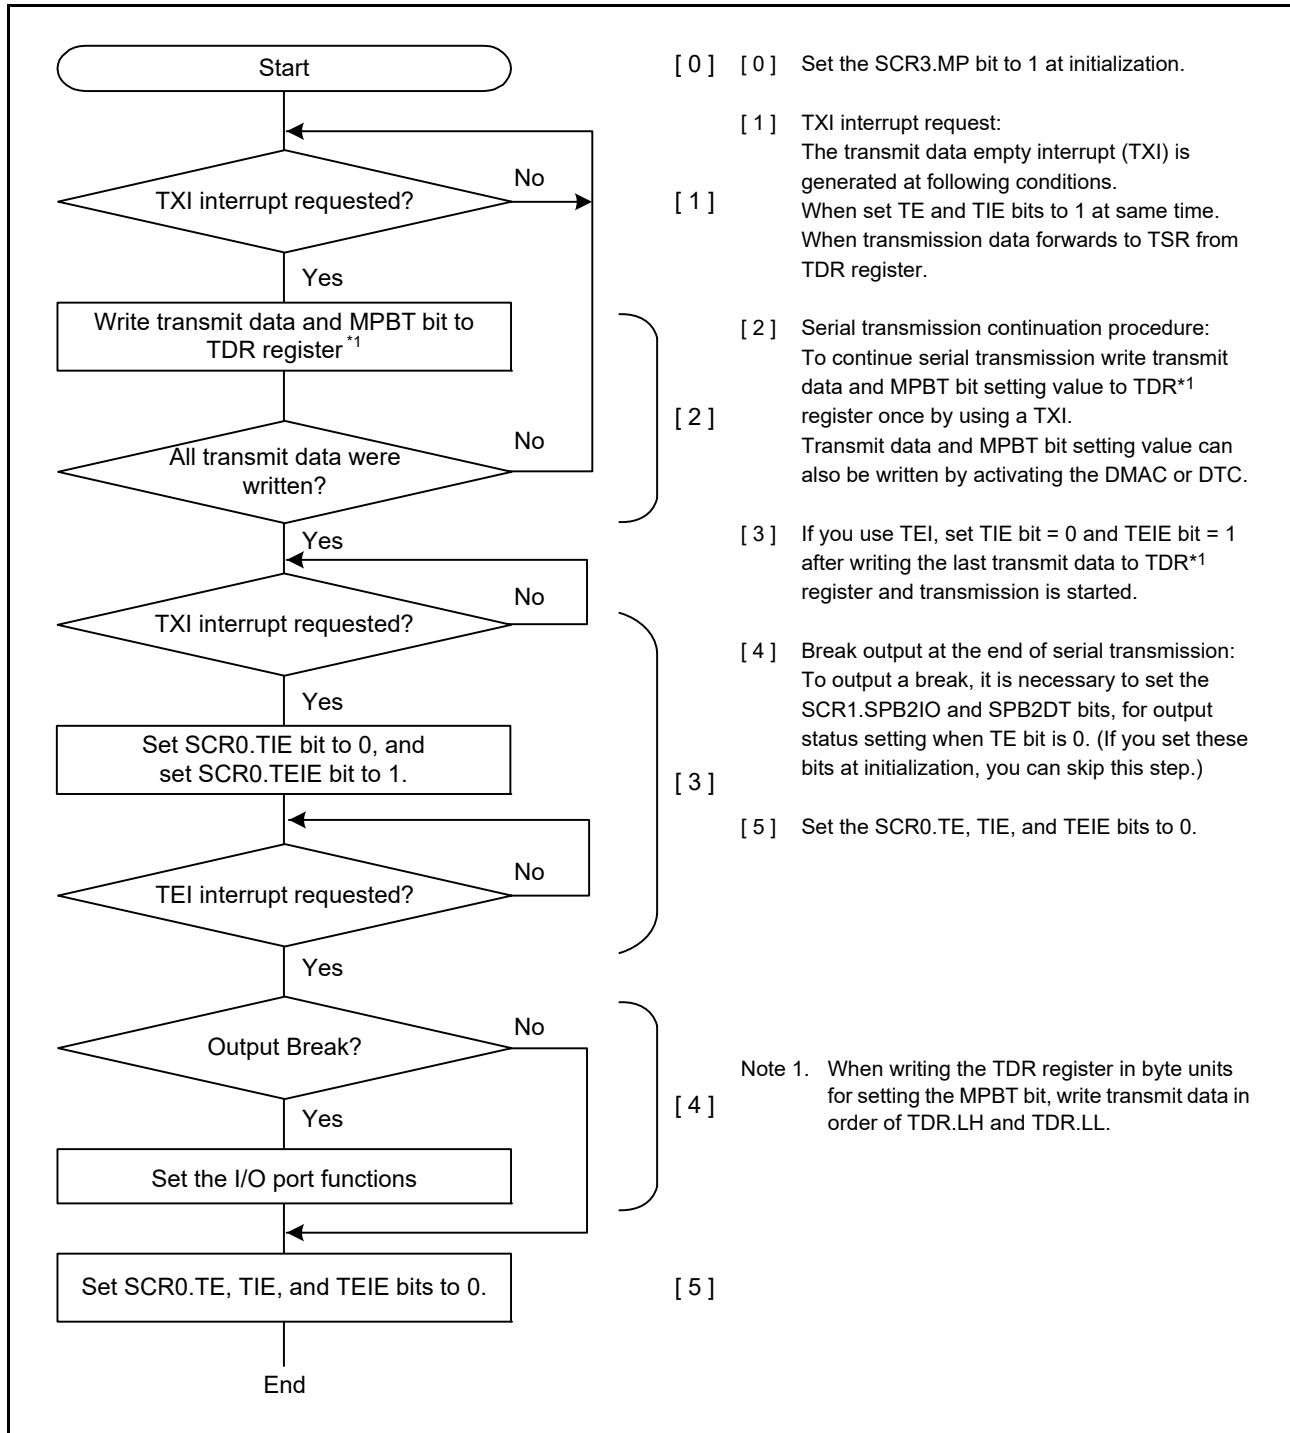 Start
TXI interrupt requested?
No
Yes
Write transmit data and MPBT bit to
TDR register *1
All transmit data were
written?
No
Yes
TXI interrupt requested?
No
Yes
Set SCR0.TIE bit to 0, and
set SCR0.TEIE bit to 1.
TEI interrupt requested?
No
Yes
Output Break?
No
Yes
Set the I/O port functions
Set SCR0.TE, TIE, and TEIE bits to 0.
End
[ 0 ]
[ 1 ]
[ 2 ]
[ 3 ]
[ 4 ]
[ 5 ]
[ 0 ] Set the SCR3.MP bit to 1 at initialization.
[ 1 ] TXI interrupt request:
The transmit data empty interrupt (TXI) is
generated at following conditions.
When set TE and TIE bits to 1 at same time.
When transmission data forwards to TSR from
TDR register.
[ 2 ] Serial transmission continuation procedure:
To continue serial transmission write transmit
data and MPBT bit setting value to TDR*1
register once by using a TXI.
Transmit data and MPBT bit setting value can
also be written by activating the DMAC or DTC.
[ 3 ] If you use TEI, set TIE bit = 0 and TEIE bit = 1
after writing the last transmit data to TDR*1
register and transmission is started.
[ 4 ] Break output at the end of serial transmission:
To output a break, it is necessary to set the
SCR1.SPB2IO and SPB2DT bits, for output
status setting when TE bit is 0. (If you set these
bits at initialization, you can skip this step.)
[ 5 ] Set the SCR0.TE, TIE, and TEIE bits to 0.
Note 1. When writing the TDR register in byte units
for setting the MPBT bit, write transmit data in
order of TDR.LH and TDR.LL.